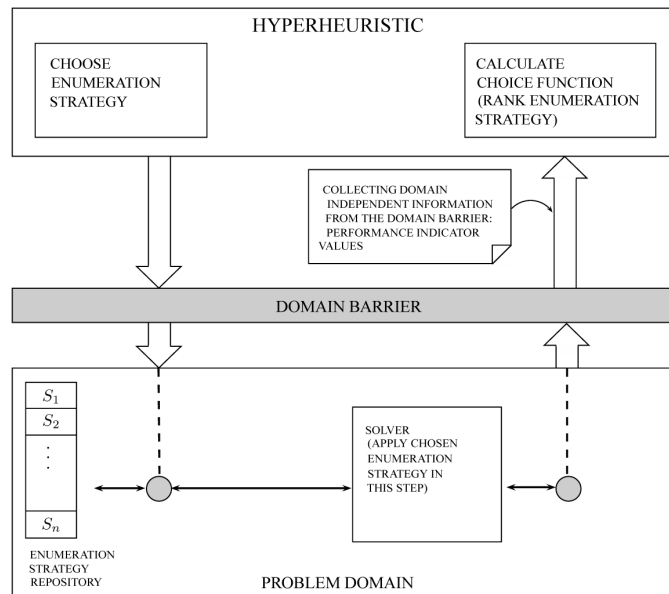 HYPERHEURISTIC
CHOOSE
ENUMERATION
STRATEGY
CALCULATE
CHOICE FUNCTION
(RANK ENUMERATION
STRATEGY)
COLLECTING DOMAIN
INDEPENDENT INFORMATION
FROM THE DOMAIN BARRIER:
PERFORMANCE INDICATOR
VALUES
DOMAIN BARRIER
S₁
S₂
⋮
Sₙ
SOLVER
(APPLY CHOSEN
ENUMERATION
STRATEGY IN
THIS STEP)
ENUMERATION
STRATEGY
REPOSITORY
PROBLEM DOMAIN